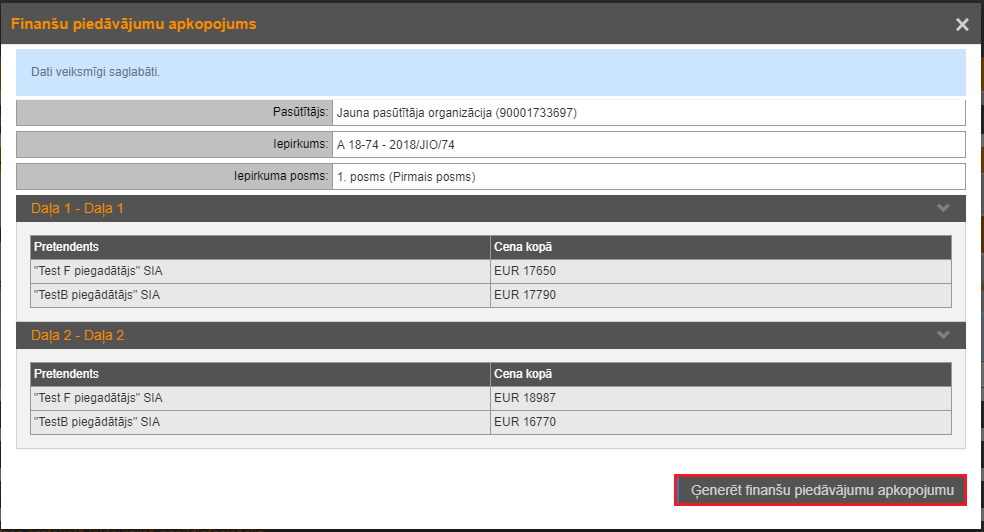 Finanšu piedāvājumu apkopojums
Dati veiksmīgi saglabāti.
Pasūtītājs: Jauna pasūtītāja organizācija (90001733697)
Iepirkums: A 18-74 - 2018/JIO/74
Iepirkuma posms: 1. posms (Pirmais posms)
Daļa 1 - Daļa 1
Pretendents Cena kopā
"Test F piegadātājs" SIA EUR 17650
"TestB piegādātājs" SIA EUR 17790
Daļa 2 - Daļa 2
Pretendents Cena kopā
"Test F piegadātājs" SIA EUR 18987
"TestB piegādātājs" SIA EUR 16770
Ģenerēt finanšu piedāvājumu apkopojumu